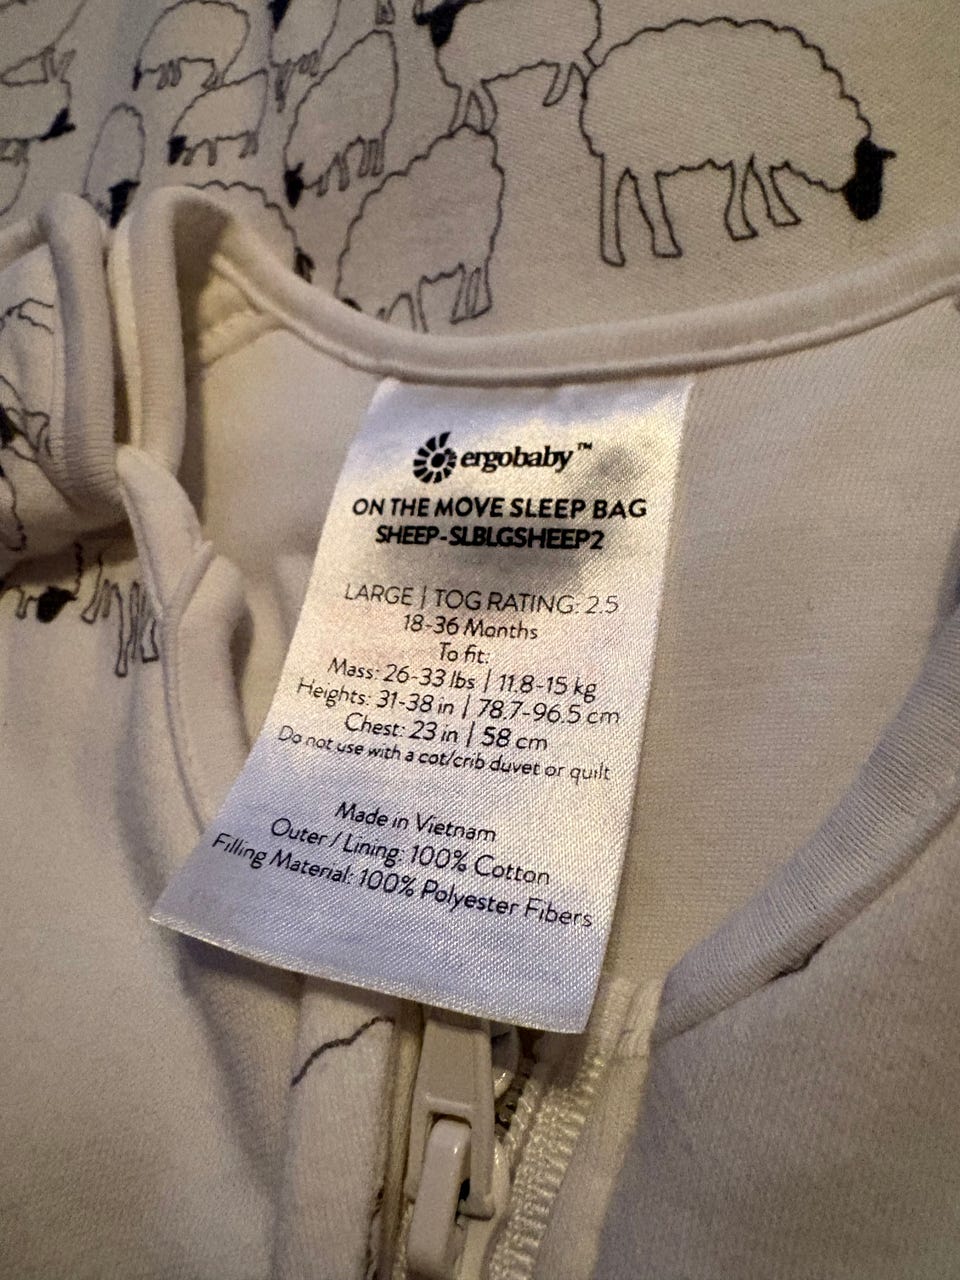 ergobaby™
ON THE MOVE SLEEP BAG
SHEEP-SLBLGSHEEP2
LARGE | TOG RATING: 2.5
18-36 Months
To fit:
Mass: 26-33 lbs | 11.8-15 kg
Heights: 31-38 in | 78.7-96.5 cm
Chest: 23 in | 58 cm
Do not use with a cot/crib duvet or quilt
Made in Vietnam
Outer / Lining: 100% Cotton
Filling Material: 100% Polyester Fibers